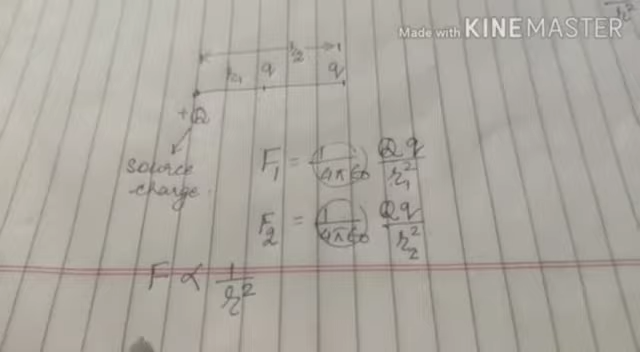 Made with KINEMASTER
r₂
r₁ q q
+Q
source
charge.
F₁ = 1/4πε₀ Qq/r₁²
F₂ = 1/4πε₀ Qq/r₂²
F ∝ 1/r²